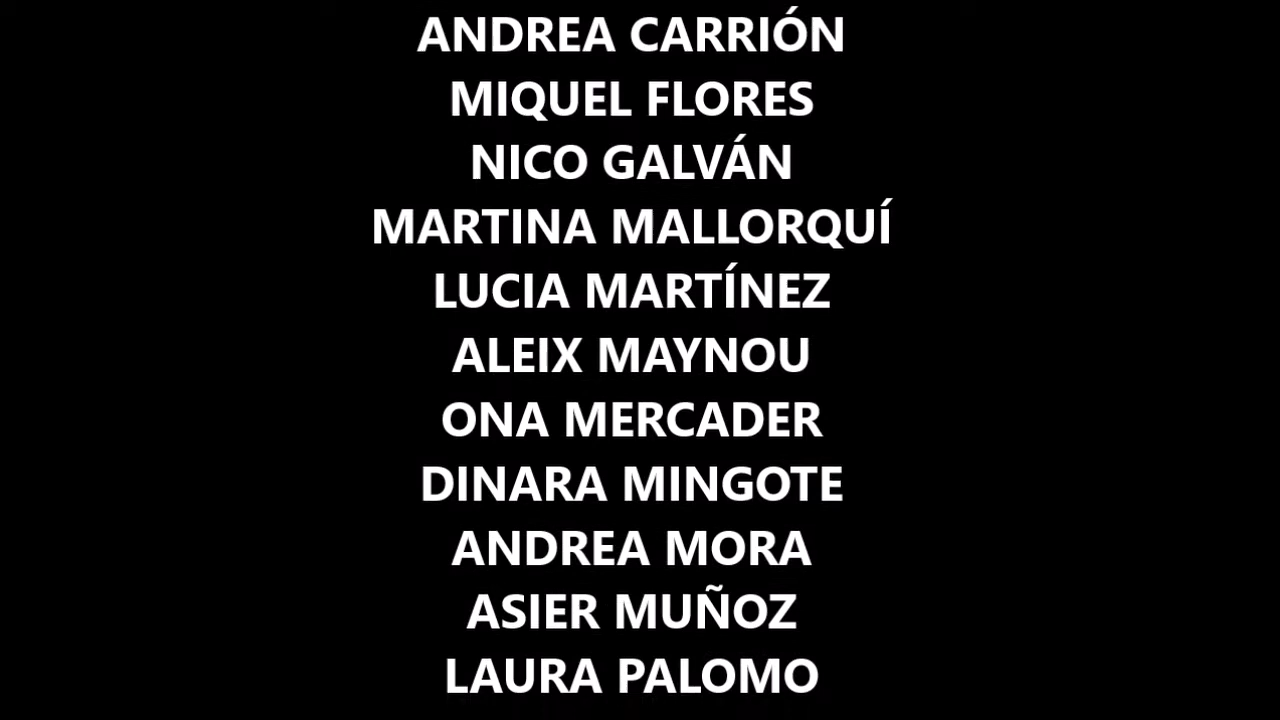 ANDREA CARRIÓN
MIQUEL FLORES
NICO GALVÁN
MARTINA MALLORQUÍ
LUCIA MARTÍNEZ
ALEIX MAYNOU
ONA MERCADER
DINARA MINGOTE
ANDREA MORA
ASIER MUÑOZ
LAURA PALOMO